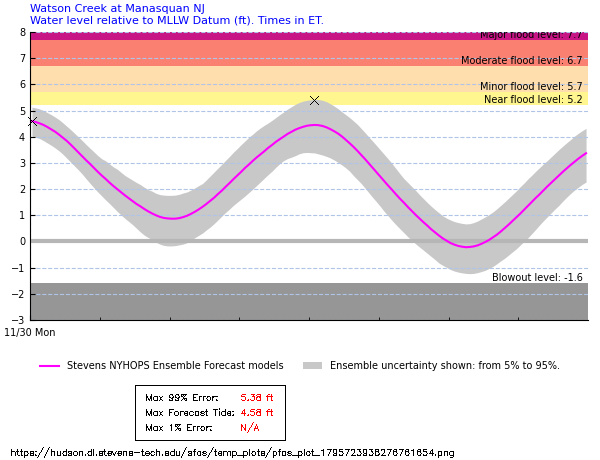 Watson Creek at Manasquan NJ
Water level relative to MLLW Datum (ft). Times in ET.
8
Major flood level: 7.7
7
Moderate flood level: 6.7
6
Minor flood level: 5.7
Near flood level: 5.2
5
4
3
2
1
0
−1
Blowout level: -1.6
−2
−3
11/30 Mon
Stevens NYHOPS Ensemble Forecast models
Ensemble uncertainty shown: from 5% to 95%.
Max 99% Error: 5.38 ft
Max Forecast Tide: 4.58 ft
Max 1% Error: N/A
https://hudson.dl.stevens-tech.edu/sfas/temp_plots/pfas_plot_1795723938276761654.png